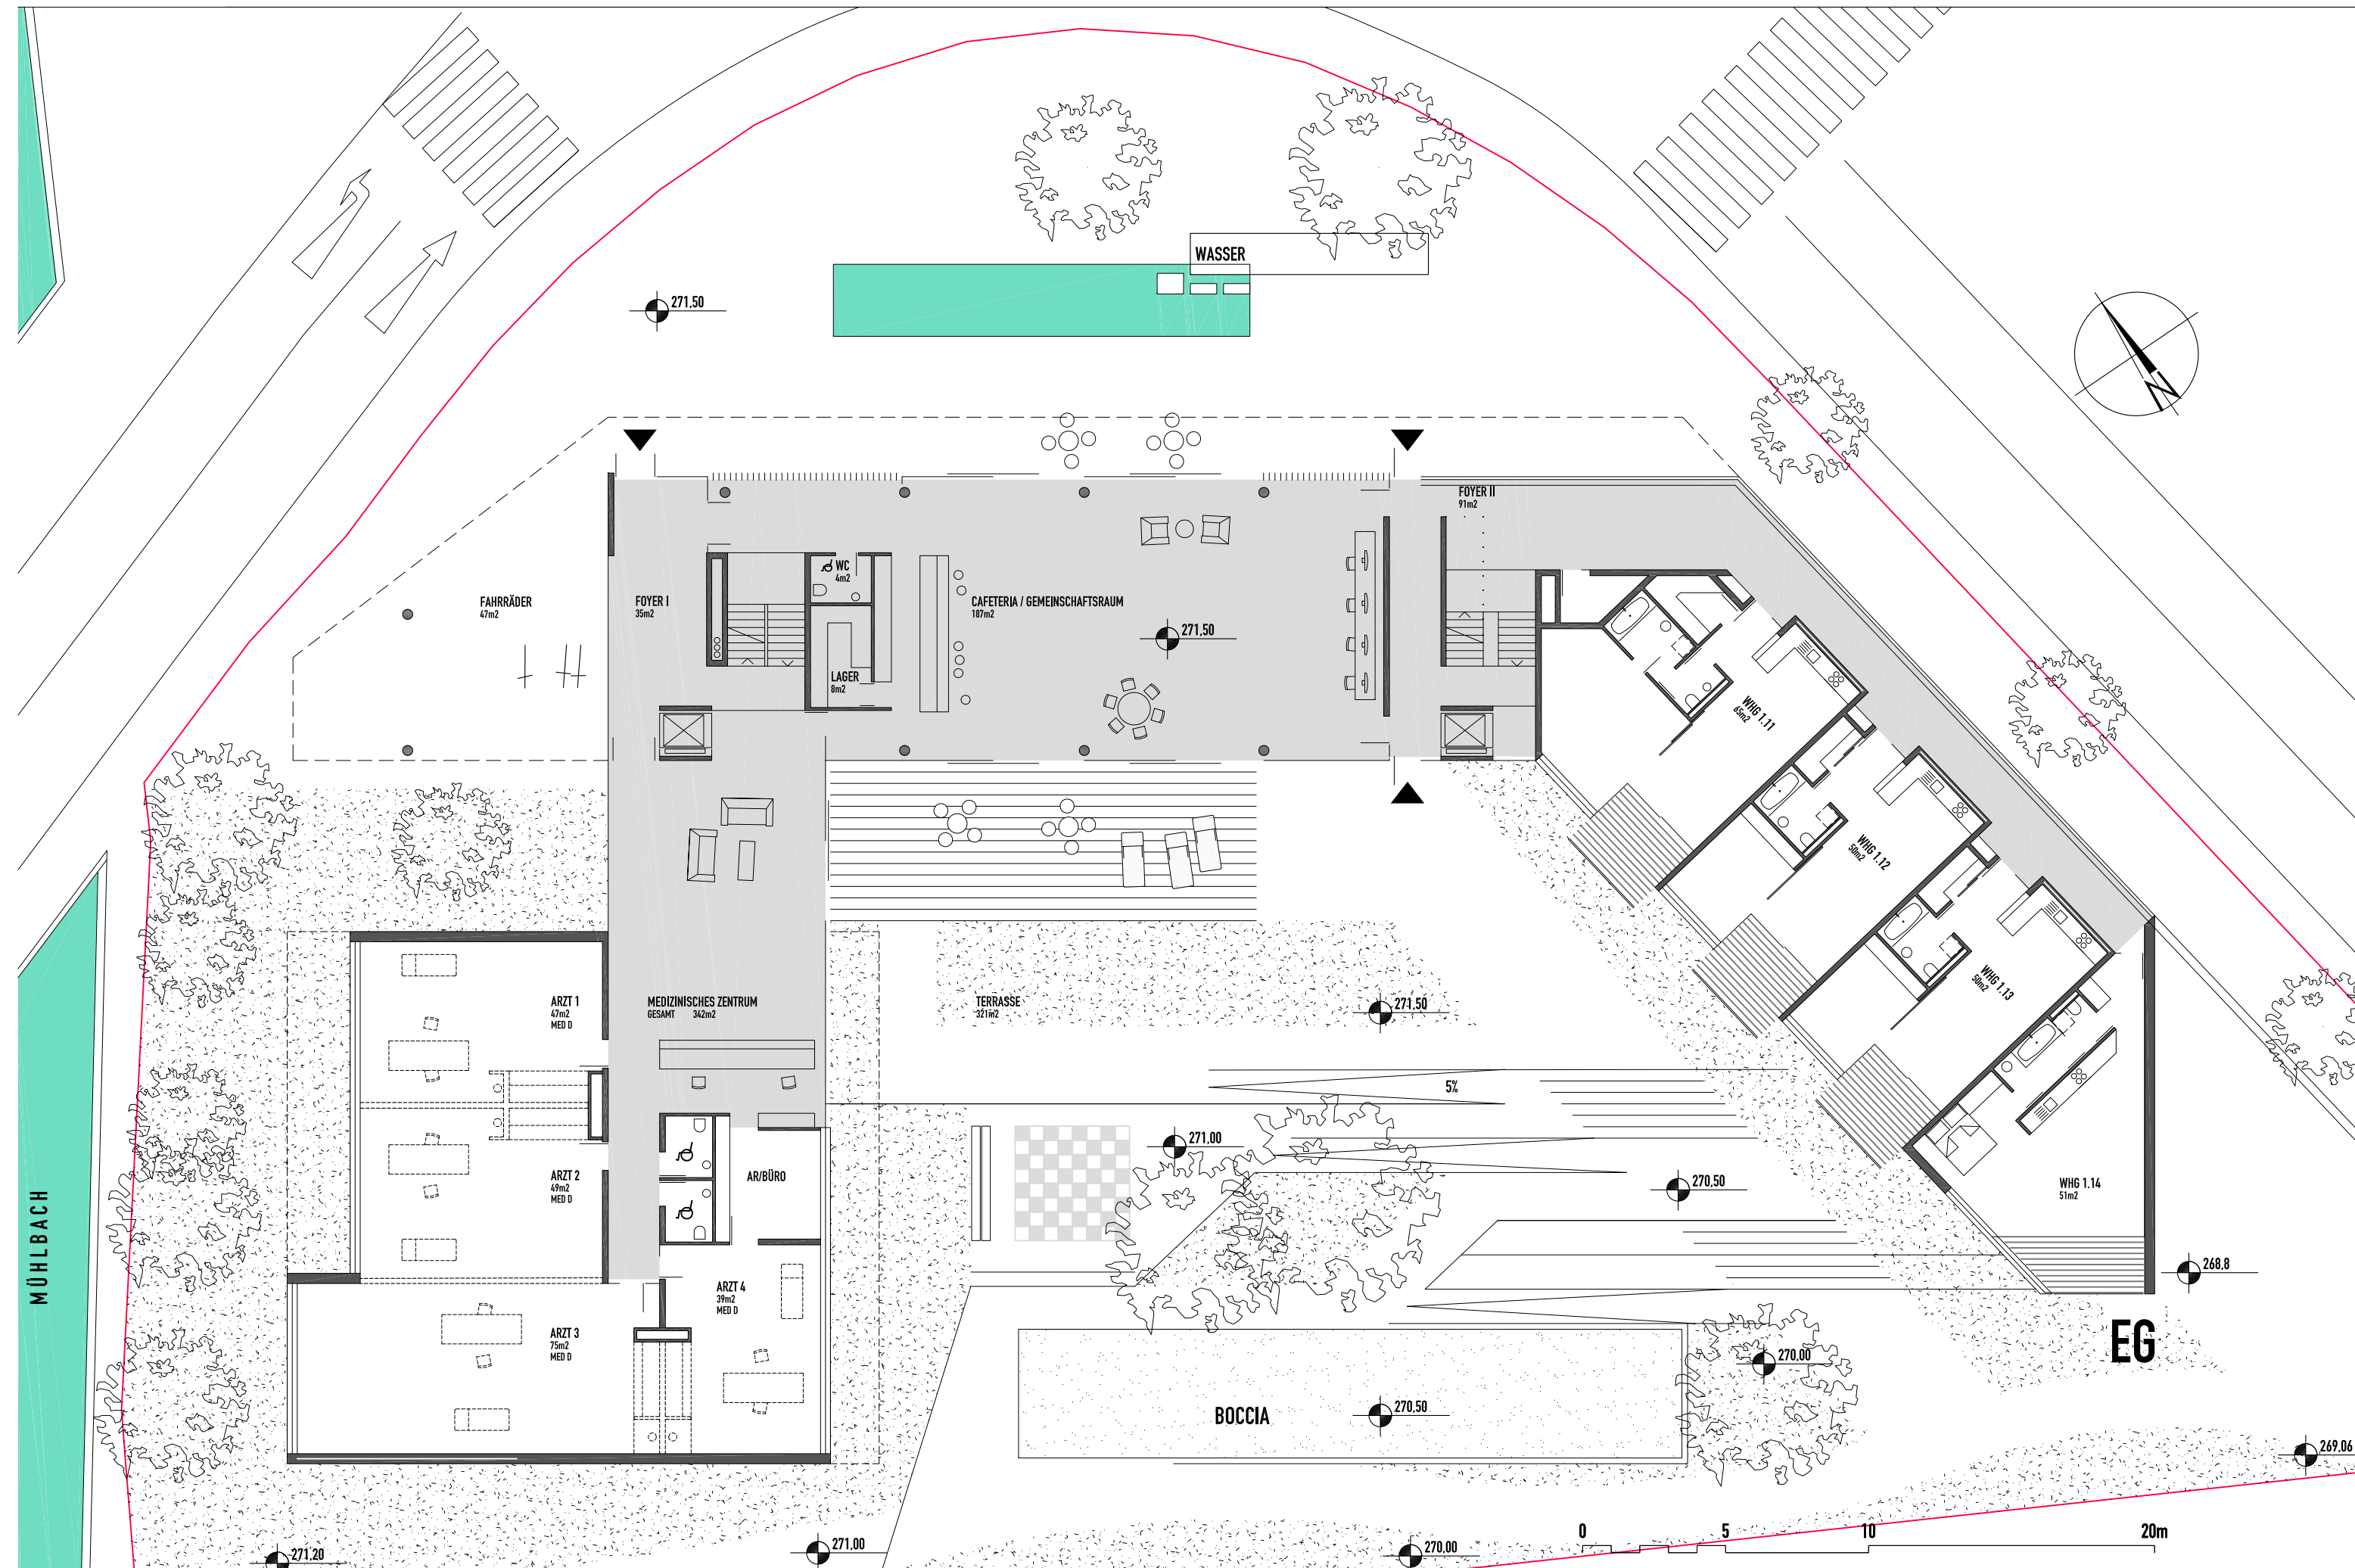 WASSER
271,50
FOYER II
91m2
WC
4m2
FAHRRÄDER
47m2
FOYER I
35m2
CAFETERIA / GEMEINSCHAFTSRAUM
187m2
271,50
LAGER
8m2
WHG 1.11
65m2
WHG 1.12
50m2
WHG 1.13
50m2
N
ARZT 1
47m2
MED D
MEDIZINISCHES ZENTRUM
GESAMT 342m2
TERRASSE
321m2
271,50
5%
271,00
ARZT 2
49m2
MED D
AR/BÜRO
270,50
WHG 1.14
51m2
MÜHLBACH
268,8
ARZT 4
39m2
MED D
ARZT 3
75m2
MED D
EG
270,00
BOCCIA
270,50
269,06
0 5 10 20m
271,20
271,00
270,00